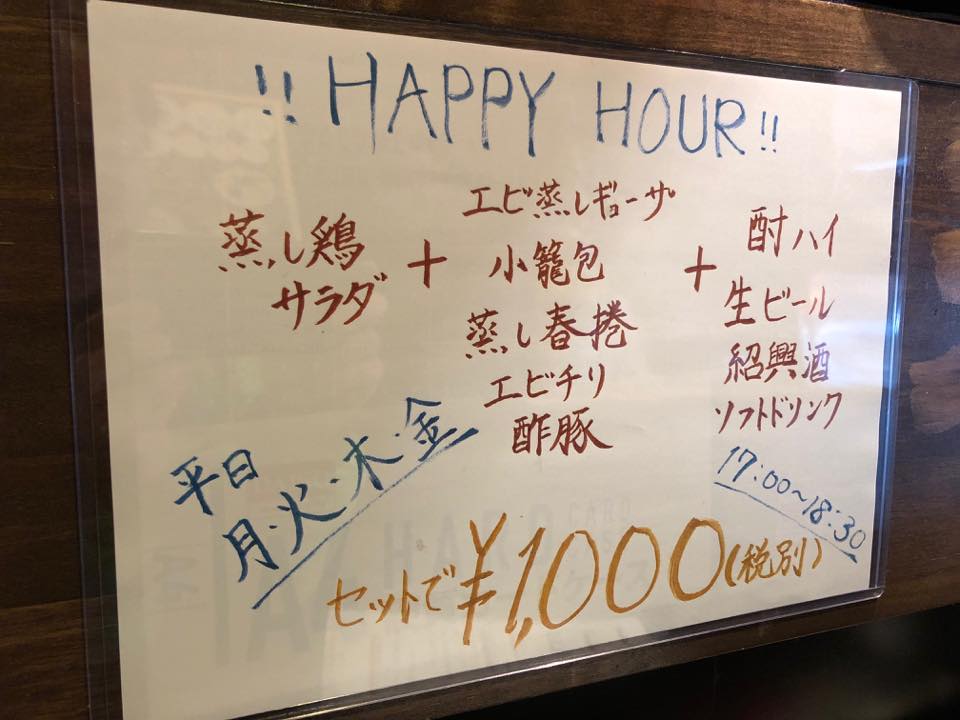 !! HAPPY HOUR !!
蒸し鶏
サラダ
+
エビ蒸しギョーザ
小籠包
蒸し春捲
エビチリ
酢豚
+
酎ハイ
生ビール
紹興酒
ソフトドリンク
平日
月・火・木・金
17:00〜18:30
セットで¥1,000(税別)